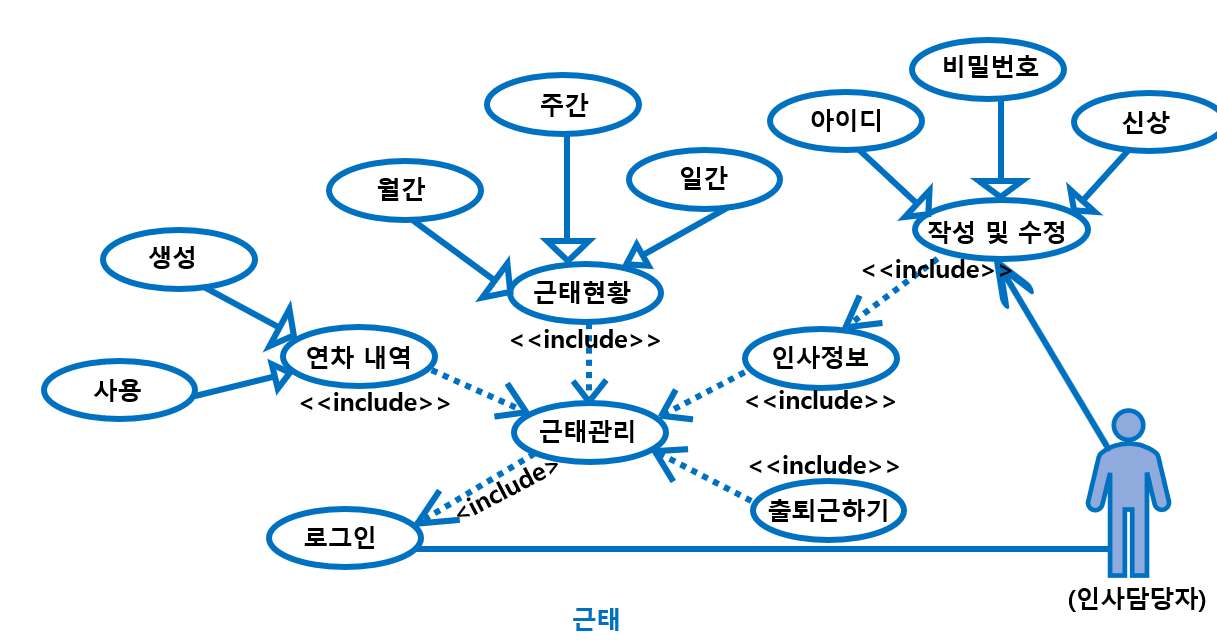 비밀번호
주간
아이디
신상
월간
일간
작성 및 수정
생성
<<include>>
근태현황
<<include>>
연차 내역
인사정보
사용
<<include>>
<<include>>
근태관리
<<include>>
<include>
출퇴근하기
로그인
(인사담당자)
근태